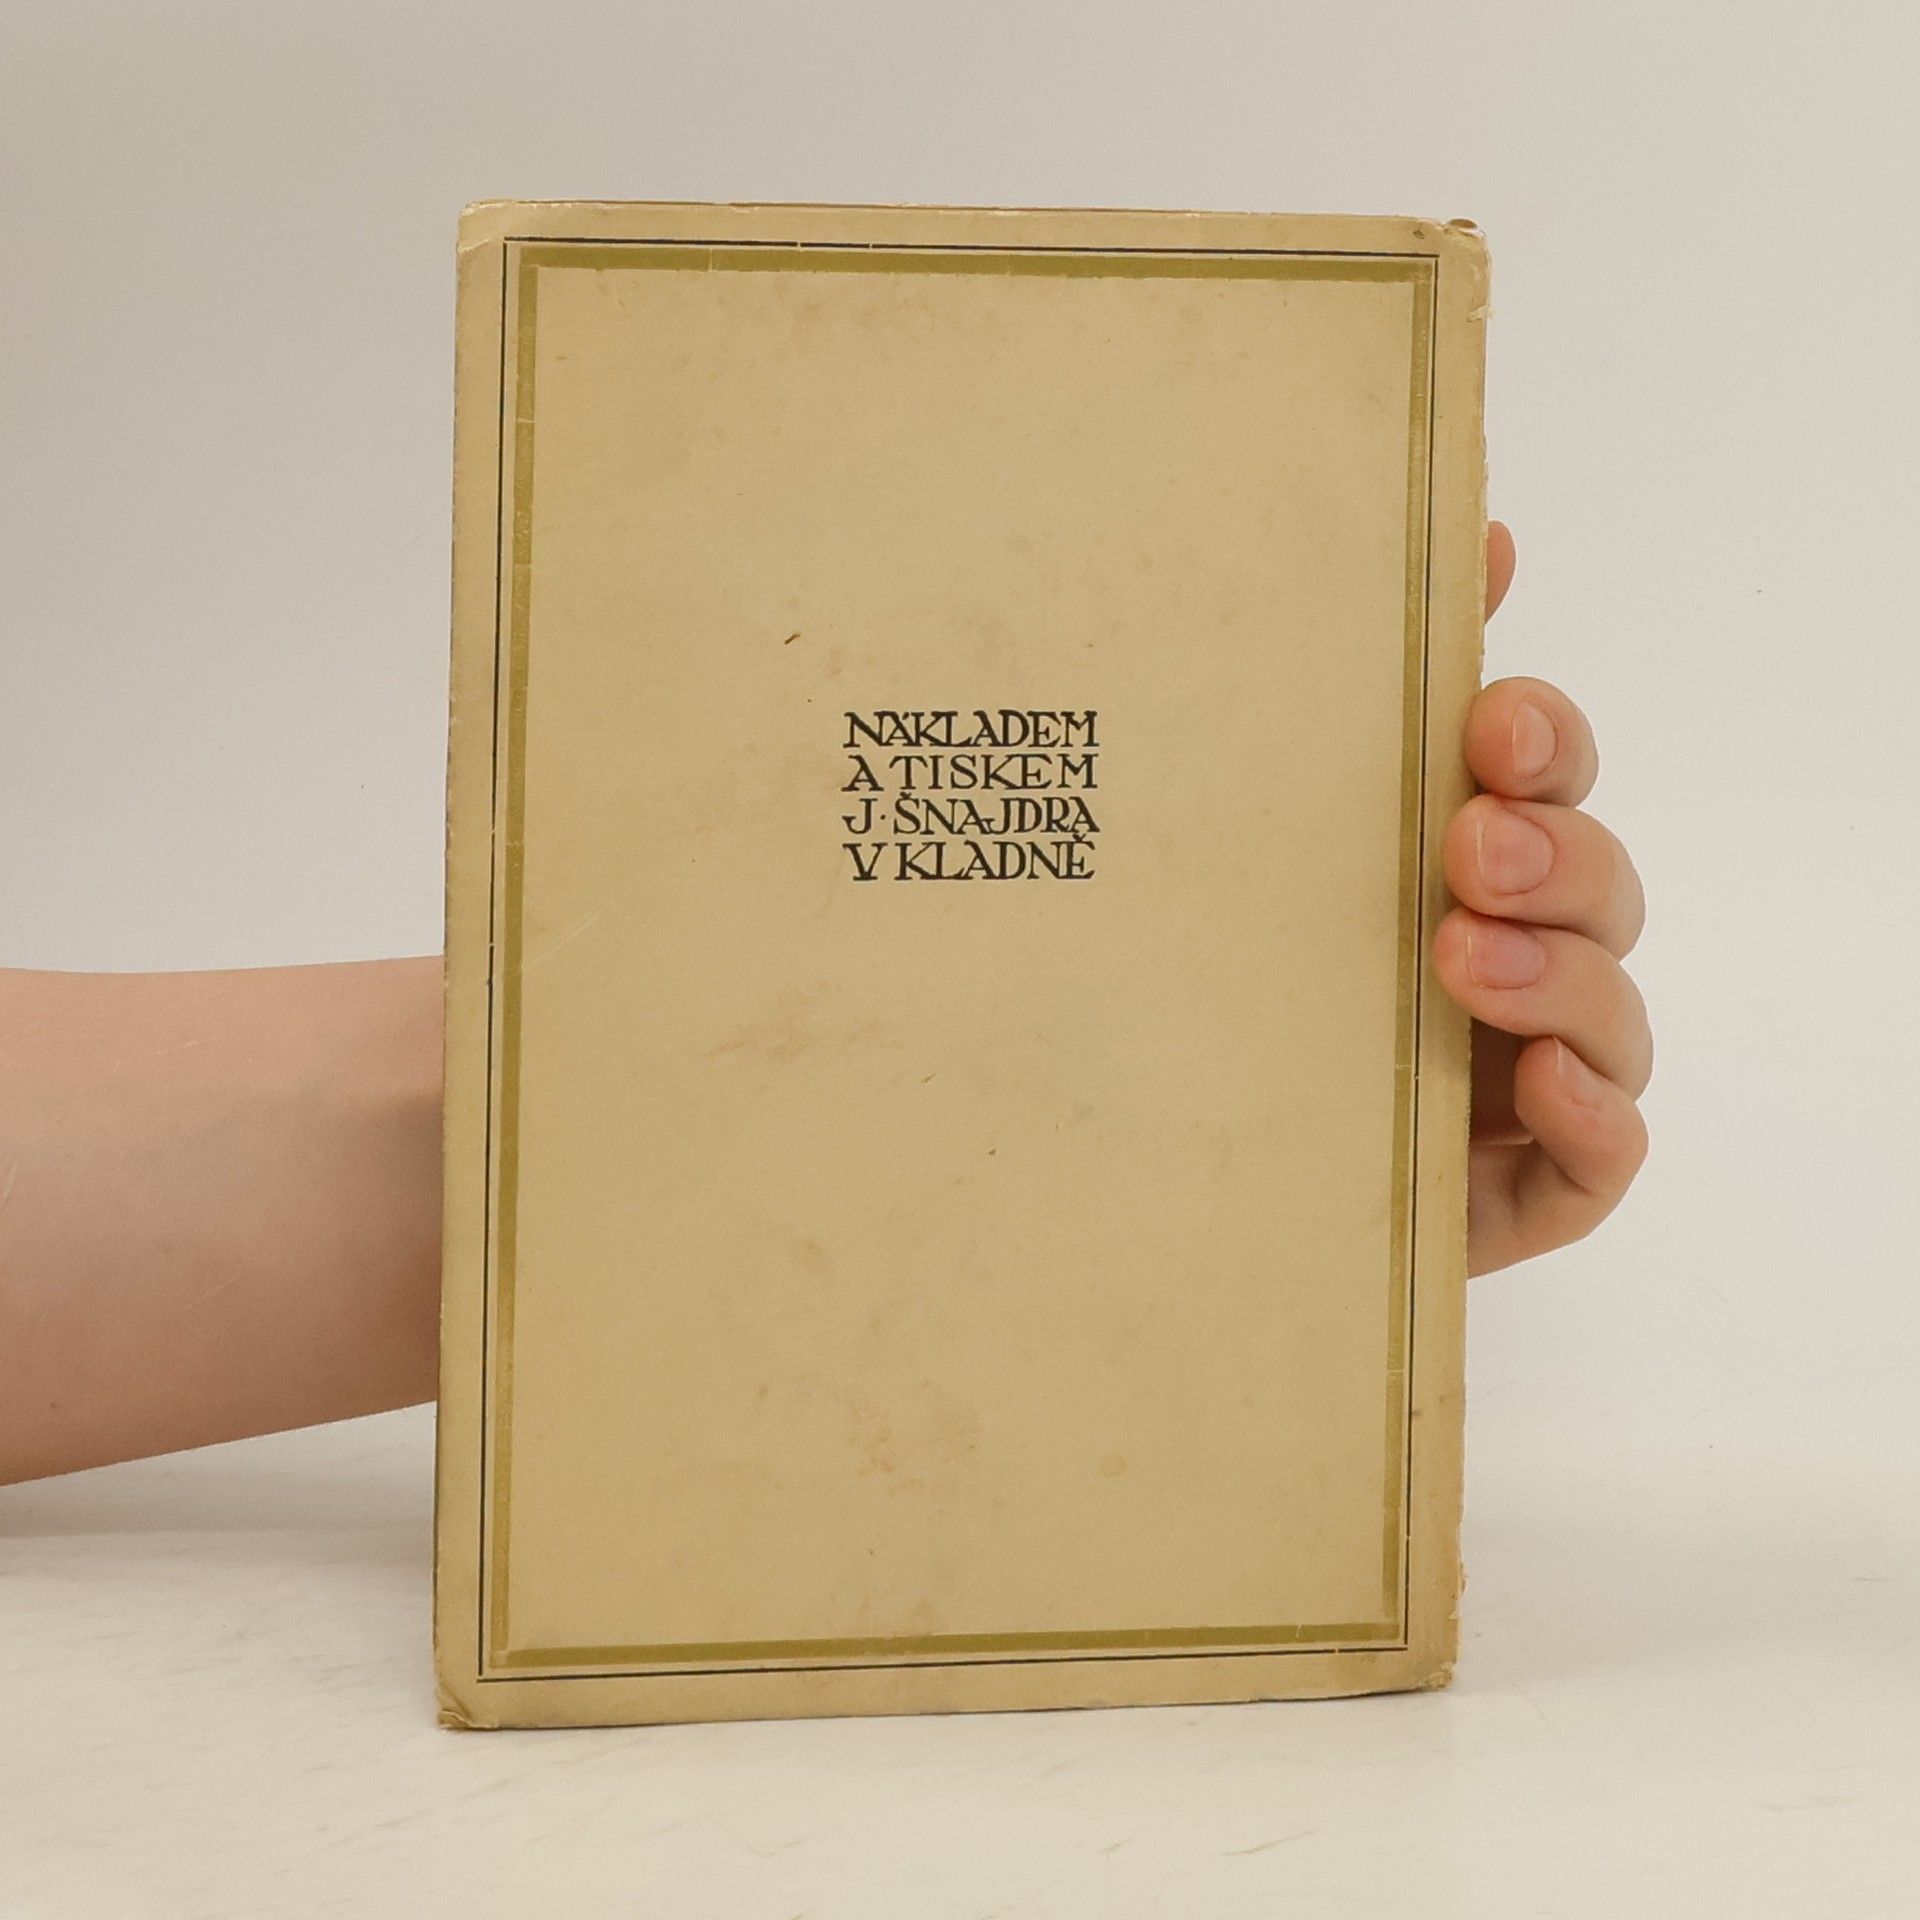 NÁKLADEM
A TISKEM
J·ŠNAJDRA
V KLADNĚ